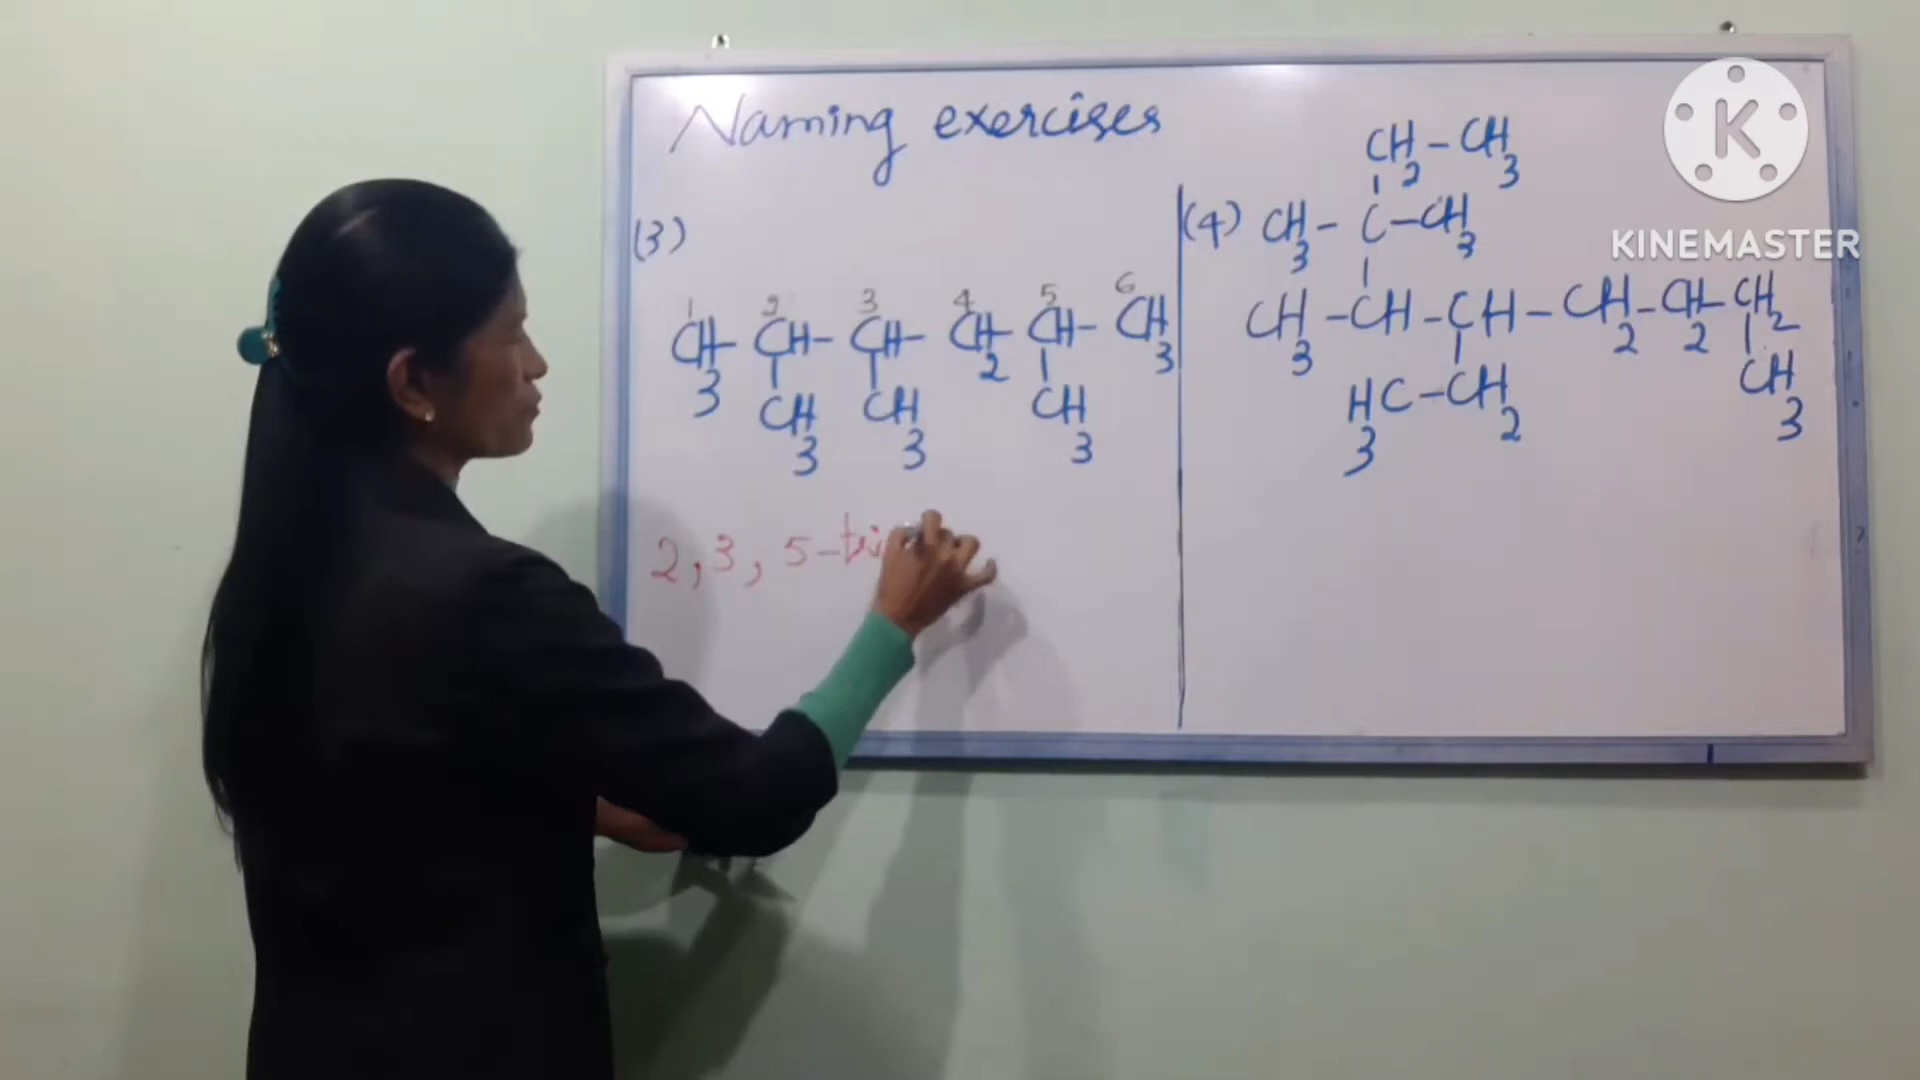 Naming exercises
(3)
1 2 3 4 5 6
CH3 - CH - CH - CH2 - CH - CH3
CH3 CH3 CH3
2, 3, 5 - tri
(4)
CH2 - CH3
CH3 - C - CH3
CH3 - CH - CH - CH2 - CH2 CH2
H3C - CH2 CH3
K
KINEMASTER